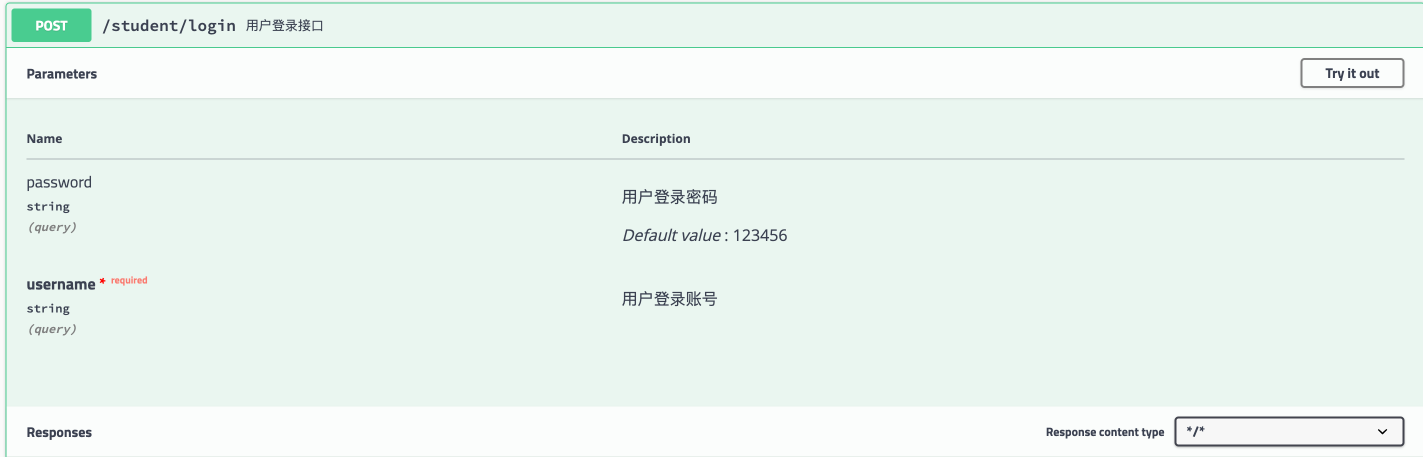 POST /student/login 用户登录接口
Parameters Try it out
Name Description
password
string
(query)
用户登录密码
Default value : 123456
username * required
string
(query)
用户登录账号
Responses Response content type */*